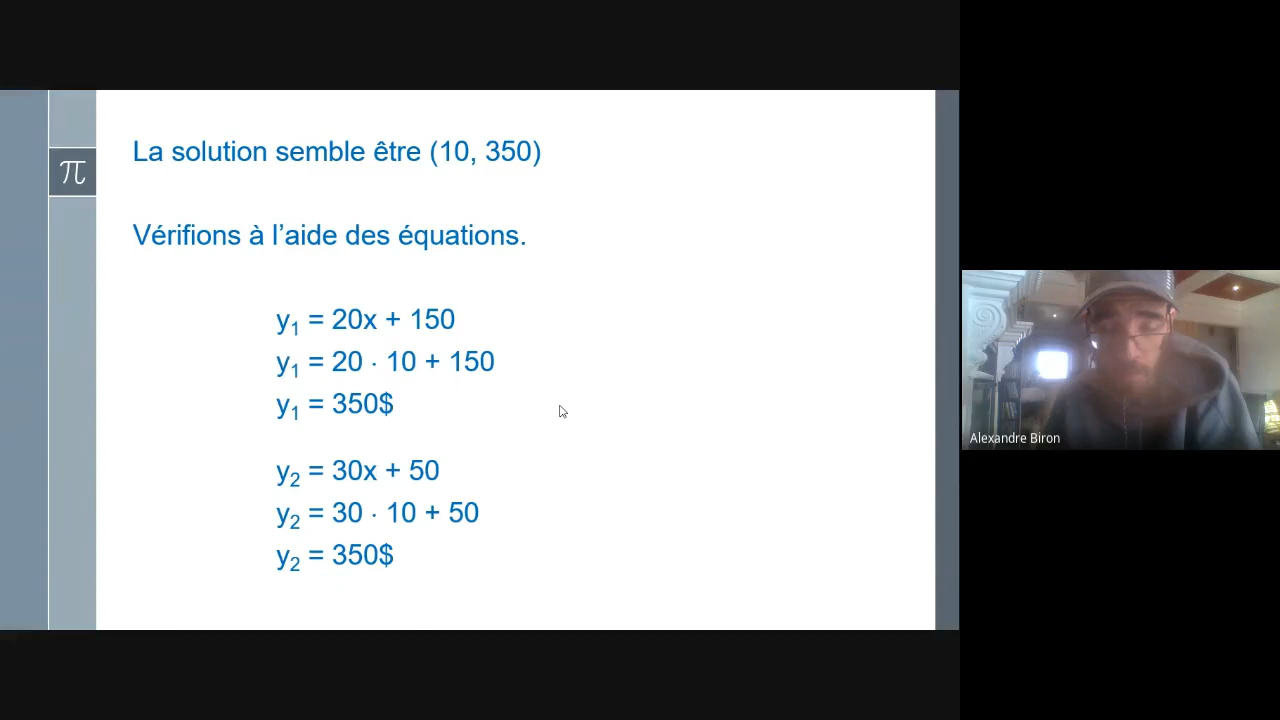 π
La solution semble être (10, 350)
Vérifions à l’aide des équations.
y₁ = 20x + 150
y₁ = 20 · 10 + 150
y₁ = 350$
y₂ = 30x + 50
y₂ = 30 · 10 + 50
y₂ = 350$
Alexandre Biron